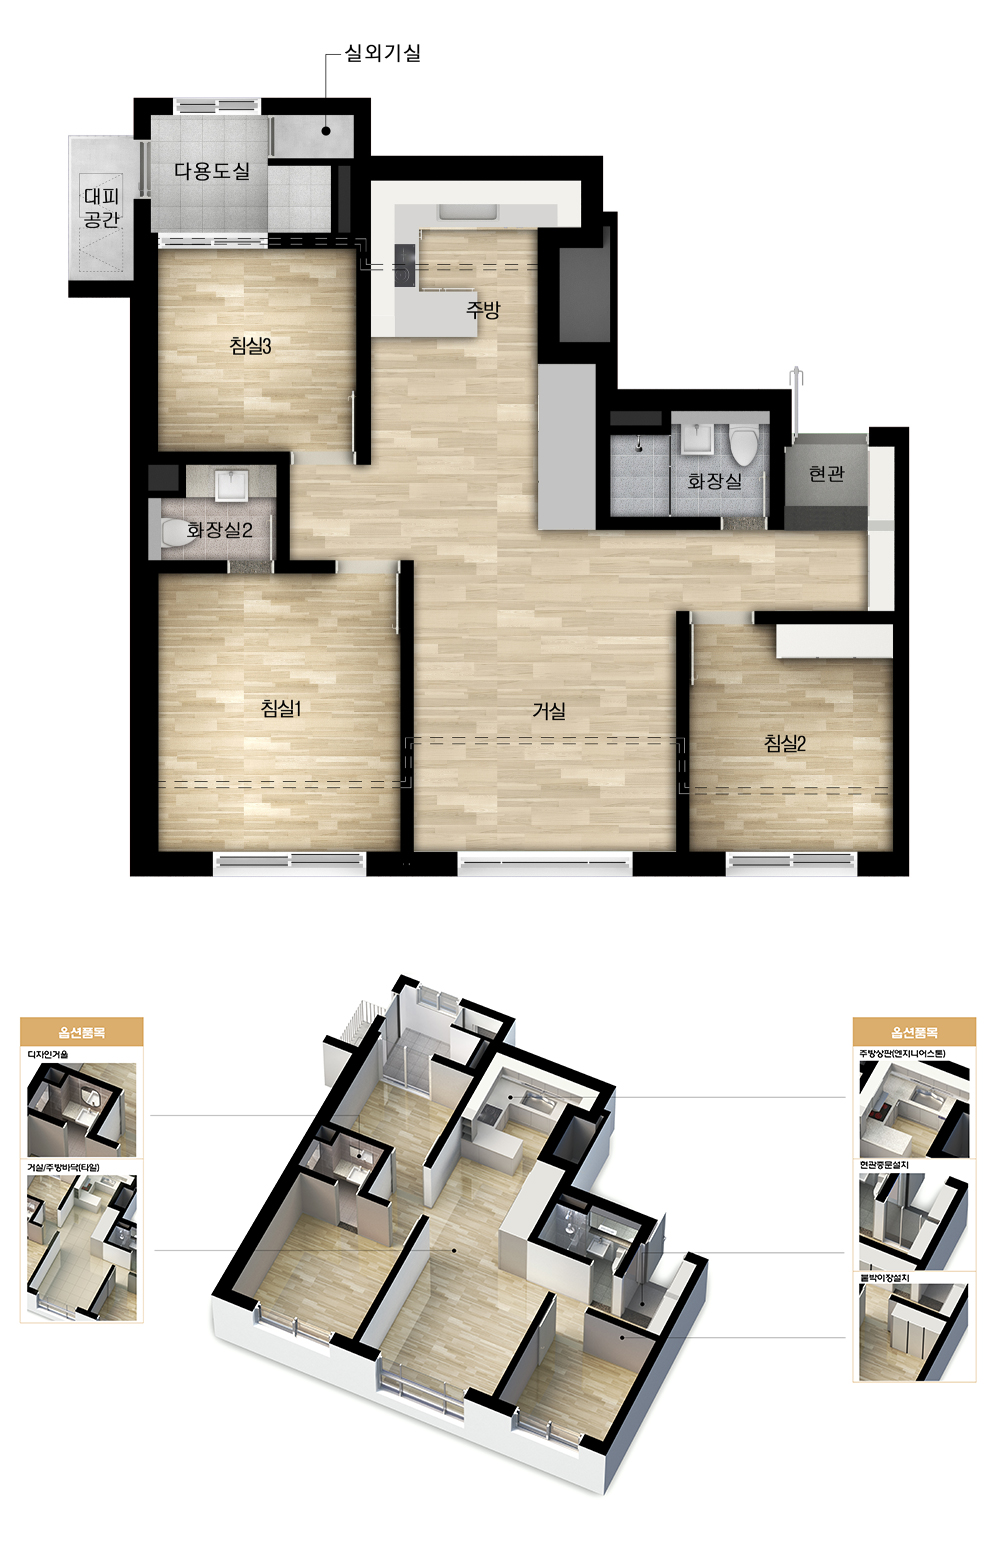 실외기실
다용도실
대피
공간
주방
침실3
화장실
현관
화장실2
침실1
거실
침실2
옵션품목
디자인거울
거실/주방바닥(타일)
옵션품목
주방상판(엔지니어스톤)
현관중문설치
붙박이장설치